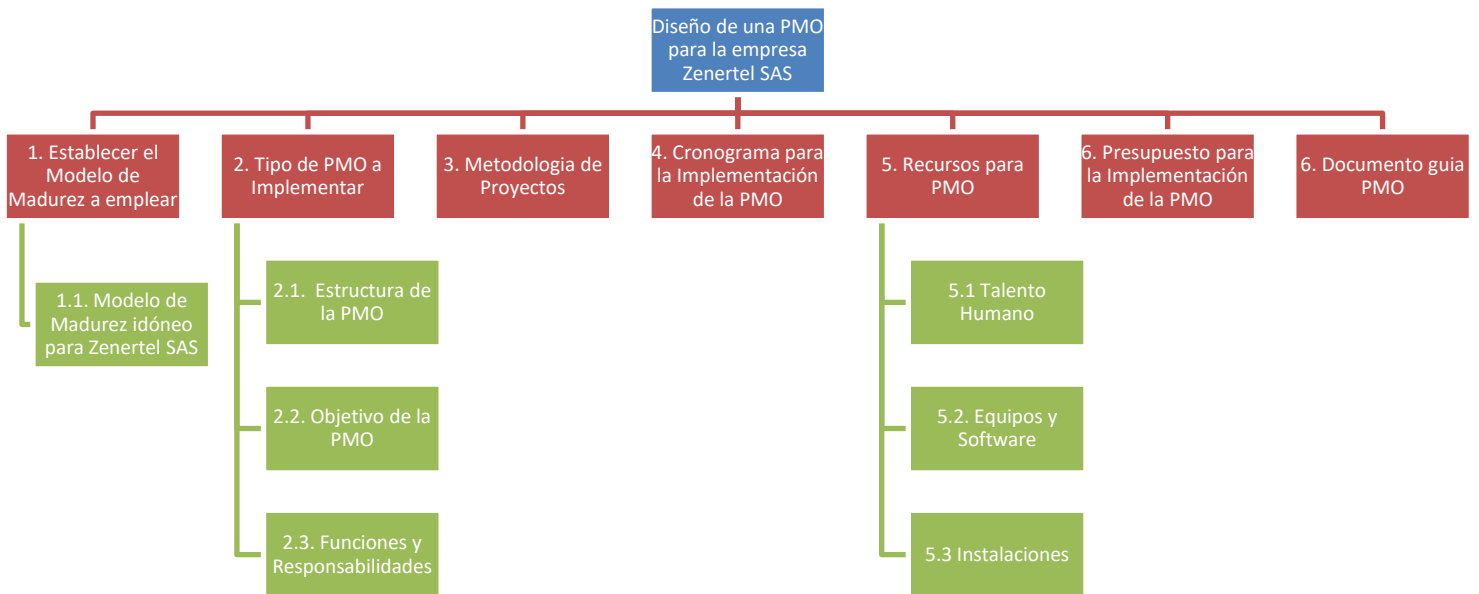 Diseño de una PMO
para la empresa
Zenertel SAS
1. Establecer el
Modelo de
Madurez a emplear
2. Tipo de PMO a
Implementar
3. Metodologia de
Proyectos
4. Cronograma para
la Implementación
de la PMO
5. Recursos para
PMO
6. Presupuesto para
la Implementación
de la PMO
6. Documento guia
PMO
1.1. Modelo de
Madurez idóneo
para Zenertel SAS
2.1. Estructura de
la PMO
2.2. Objetivo de la
PMO
2.3. Funciones y
Responsabilidades
5.1 Talento
Humano
5.2. Equipos y
Software
5.3 Instalaciones